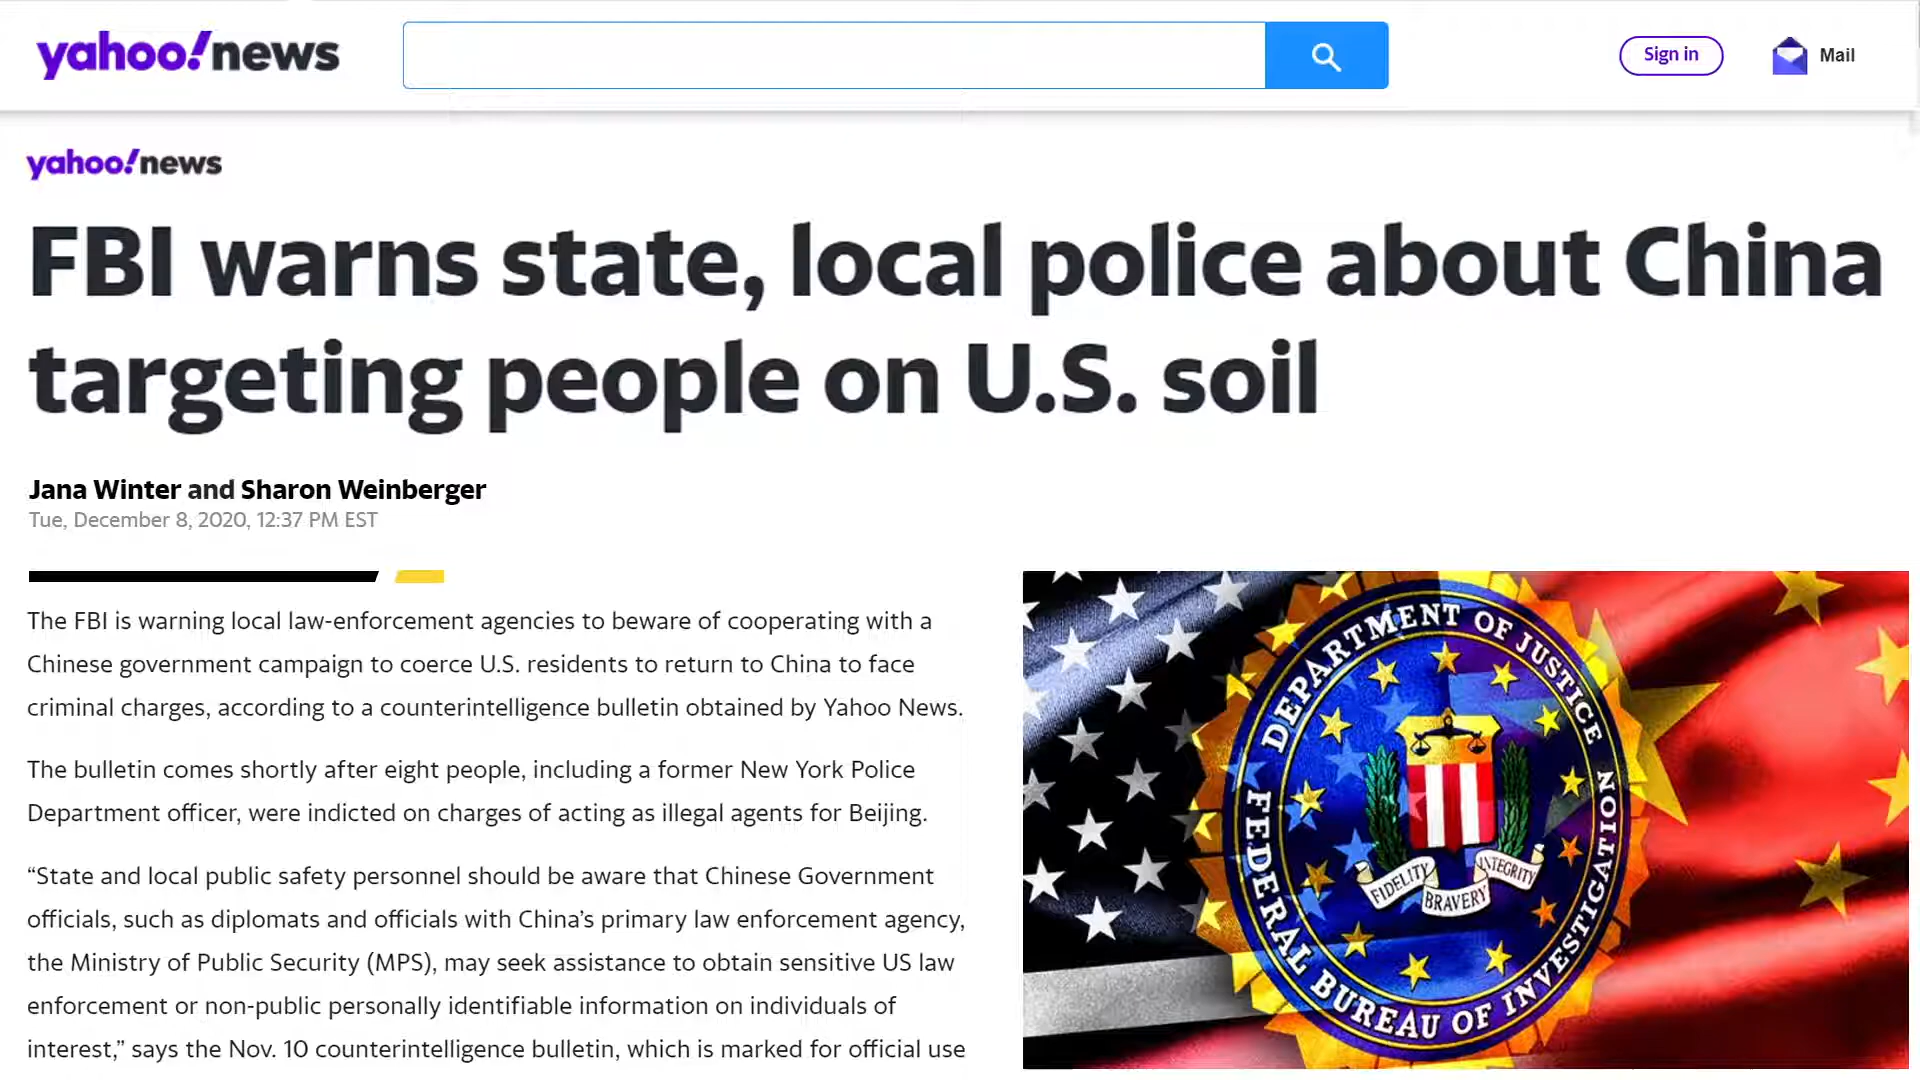 yahoo!news
Sign in
Mail
yahoo!news
FBI warns state, local police about China
targeting people on U.S. soil
Jana Winter and Sharon Weinberger
Tue, December 8, 2020, 12:37 PM EST
The FBI is warning local law-enforcement agencies to beware of cooperating with a
Chinese government campaign to coerce U.S. residents to return to China to face
criminal charges, according to a counterintelligence bulletin obtained by Yahoo News.
The bulletin comes shortly after eight people, including a former New York Police
Department officer, were indicted on charges of acting as illegal agents for Beijing.
“State and local public safety personnel should be aware that Chinese Government
officials, such as diplomats and officials with China’s primary law enforcement agency,
the Ministry of Public Security (MPS), may seek assistance to obtain sensitive US law
enforcement or non-public personally identifiable information on individuals of
interest,” says the Nov. 10 counterintelligence bulletin, which is marked for official use
DEPARTMENT OF JUSTICE
FEDERAL BUREAU OF INVESTIGATION
FIDELITY
BRAVERY
INTEGRITY